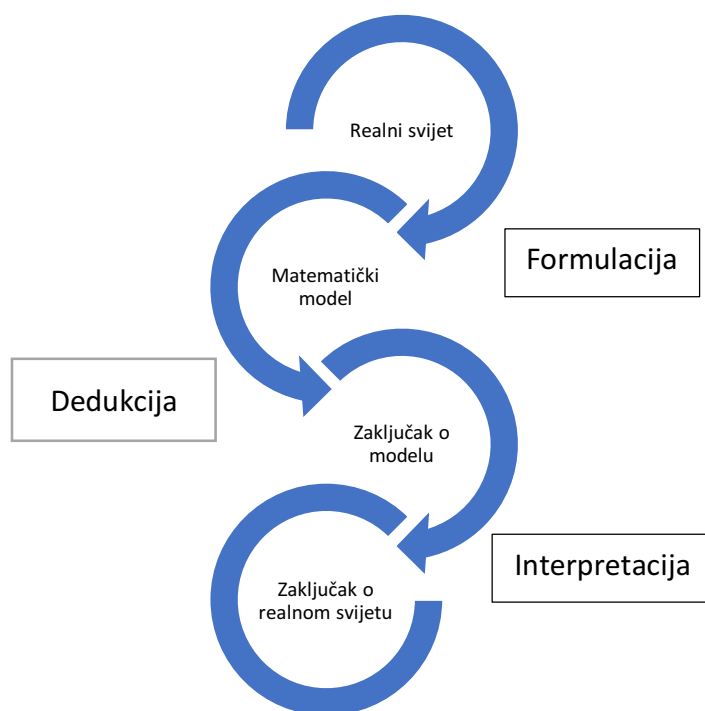 Realni svijet
Formulacija
Matematički
model
Dedukcija
Zaključak o
modelu
Interpretacija
Zaključak o
realnom svijetu